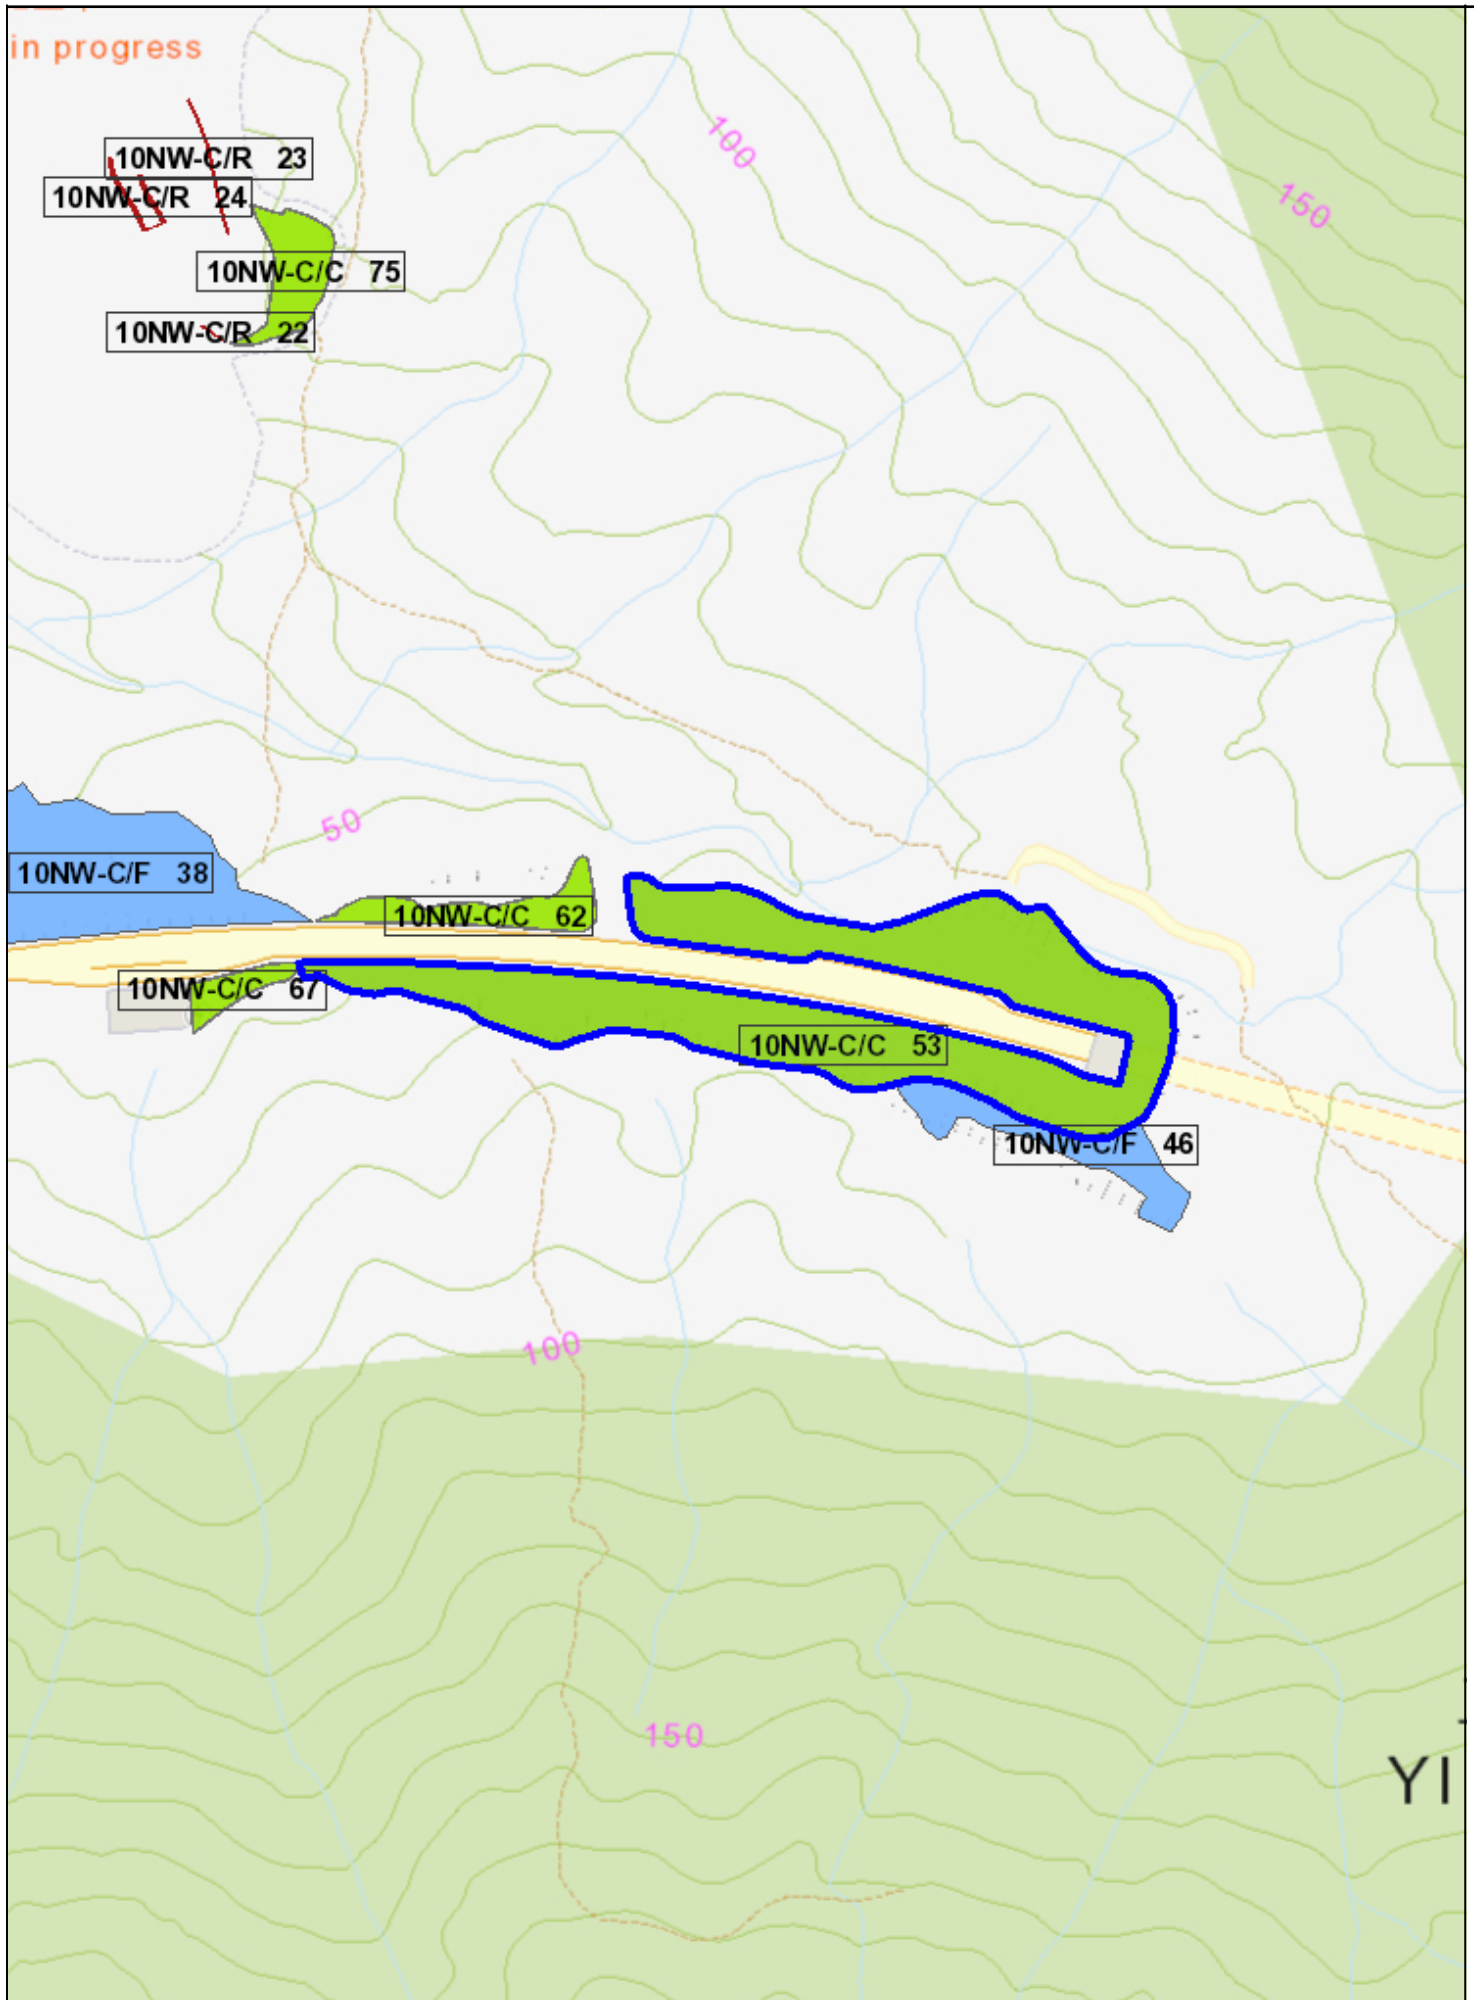 in progress
100
10NW-C/R 23
10NW-C/R 24
150
10NW-C/C 75
10NW-C/R 22
50
10NW-C/F 38
10NW-C/C 62
10NW-C/C 67
10NW-C/C 53
10NW-C/F 46
100
150
YI